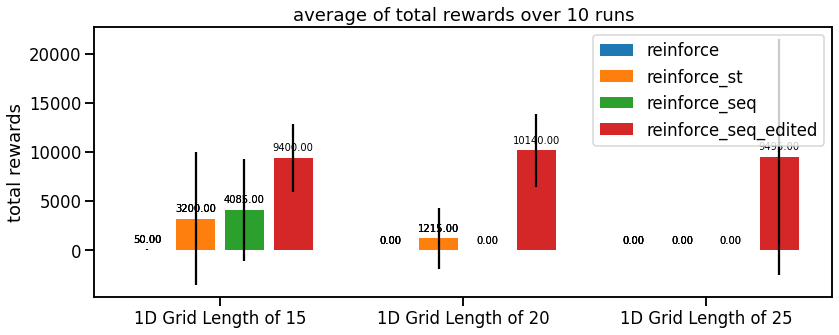 average of total rewards over 10 runs
total rewards
20000
15000
10000
5000
0
reinforce
reinforce_st
reinforce_seq
reinforce_seq_edited
50.00
3200.00
4085.00
9400.00
0.00
1215.00
0.00
10140.00
0.00
0.00
0.00
1D Grid Length of 15
1D Grid Length of 20
1D Grid Length of 25